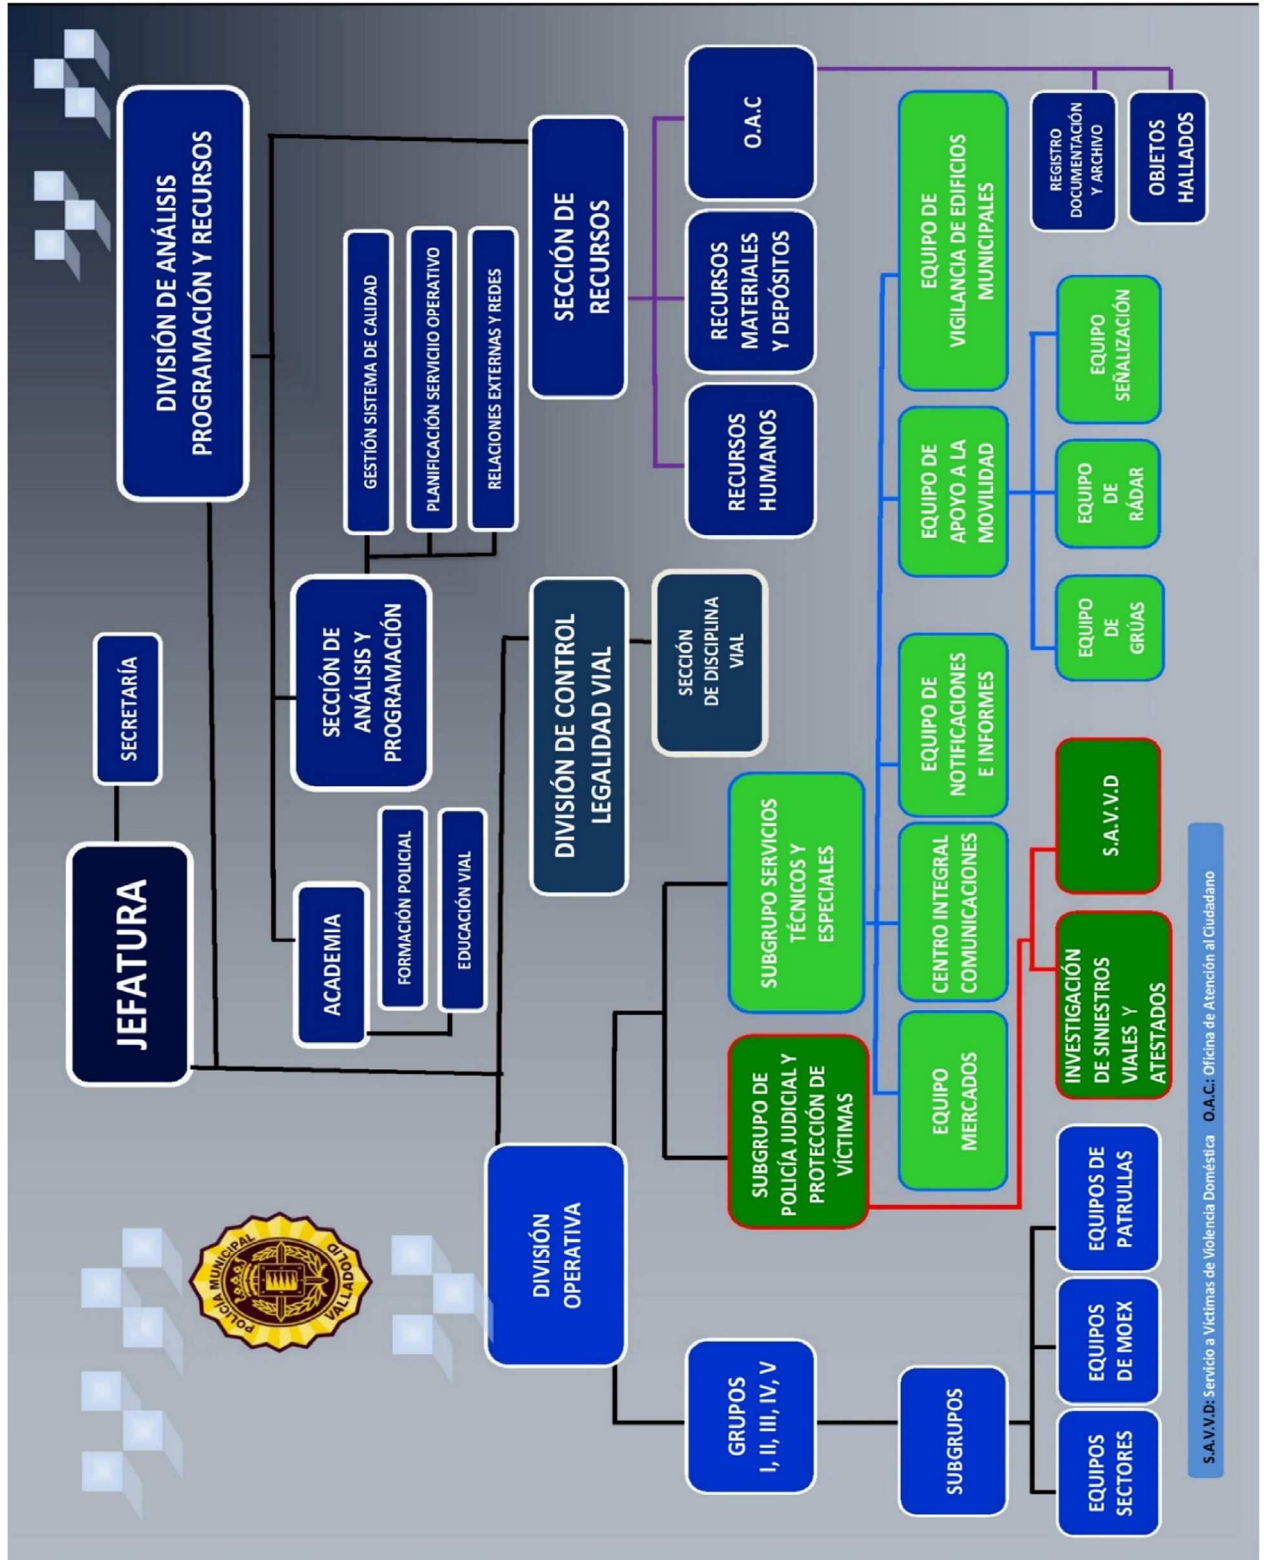 JEFATURA
SECRETARÍA
DIVISIÓN DE ANÁLISIS
PROGRAMACIÓN Y RECURSOS
POLICÍA MUNICIPAL
VALLADOLID
ACADEMIA
FORMACIÓN POLICIAL
EDUCACIÓN VIAL
SECCIÓN DE
ANÁLISIS Y
PROGRAMACIÓN
GESTIÓN SISTEMA DE CALIDAD
PLANIFICACIÓN SERVICIIO OPERATIVO
RELACIONES EXTERNAS Y REDES
DIVISIÓN
OPERATIVA
DIVISIÓN DE CONTROL
LEGALIDAD VIAL
SECCIÓN DE
RECURSOS
SECCIÓN
DE DISCIPLINA
VIAL
GRUPOS
I, II, III, IV, V
SUBGRUPO DE
POLICÍA JUDICIAL Y
PROTECCIÓN DE
VÍCTIMAS
SUBGRUPO SERVICIOS
TÉCNICOS Y
ESPECIALES
RECURSOS
HUMANOS
RECURSOS
MATERIALES
Y DEPÓSITOS
O.A.C
SUBGRUPOS
EQUIPO
MERCADOS
CENTRO INTEGRAL
COMUNICACIONES
EQUIPO DE
NOTIFICACIONES
E INFORMES
EQUIPO DE
APOYO A LA
MOVILIDAD
EQUIPO DE
VIGILANCIA DE EDIFICIOS
MUNICIPALES
EQUIPOS
SECTORES
EQUIPOS
DE MOEX
EQUIPOS DE
PATRULLAS
INVESTIGACIÓN
DE SINIESTROS
VIALES Y
ATESTADOS
S.A.V.V.D
EQUIPO
DE
GRÚAS
EQUIPO
DE
RÁDAR
EQUIPO
SEÑALIZACIÓN
REGISTRO
DOCUMENTACIÓN
Y ARCHIVO
OBJETOS
HALLADOS
S.A.V.V.D: Servicio a Víctimas de Violencia Doméstica O.A.C.: Oficina de Atención al Ciudadano